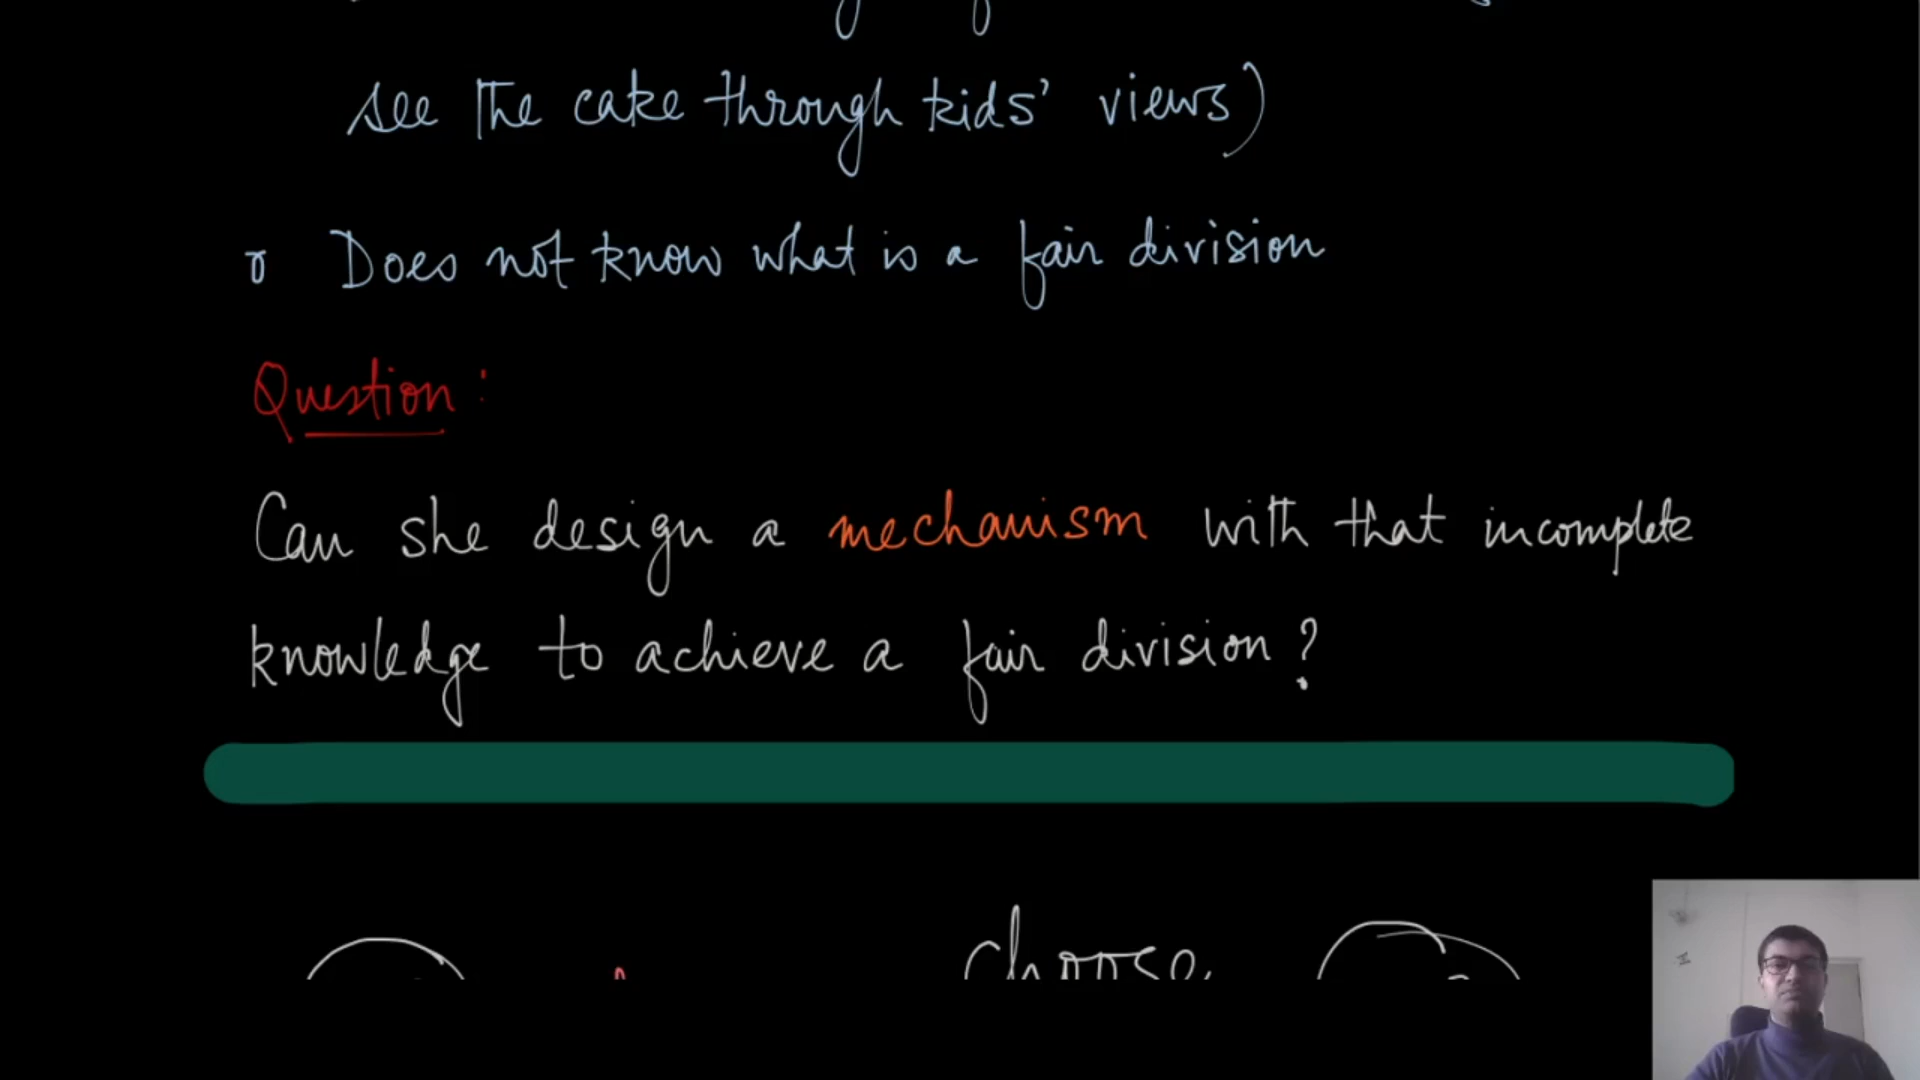 see the cake through kids' views)
Does not know what is a fair division
Question:
Can she design a mechanism with that incomplete
knowledge to achieve a fair division?
choose,